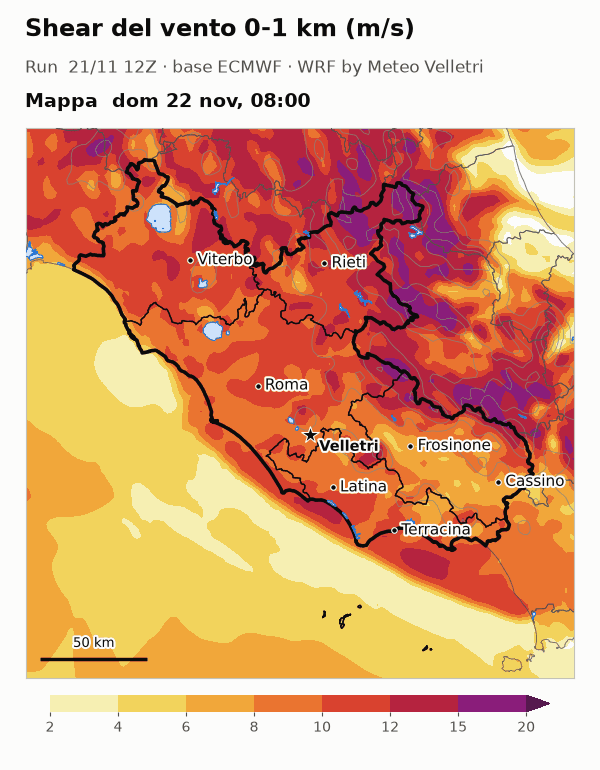 Shear del vento 0-1 km (m/s)
Run  21/11 12Z · base ECMWF · WRF by Meteo Velletri
Mappa  dom 22 nov, 08:00
Viterbo
Rieti
Roma
Velletri
Frosinone
Cassino
Latina
Terracina
50 km
2 4 6 8 10 12 15 20